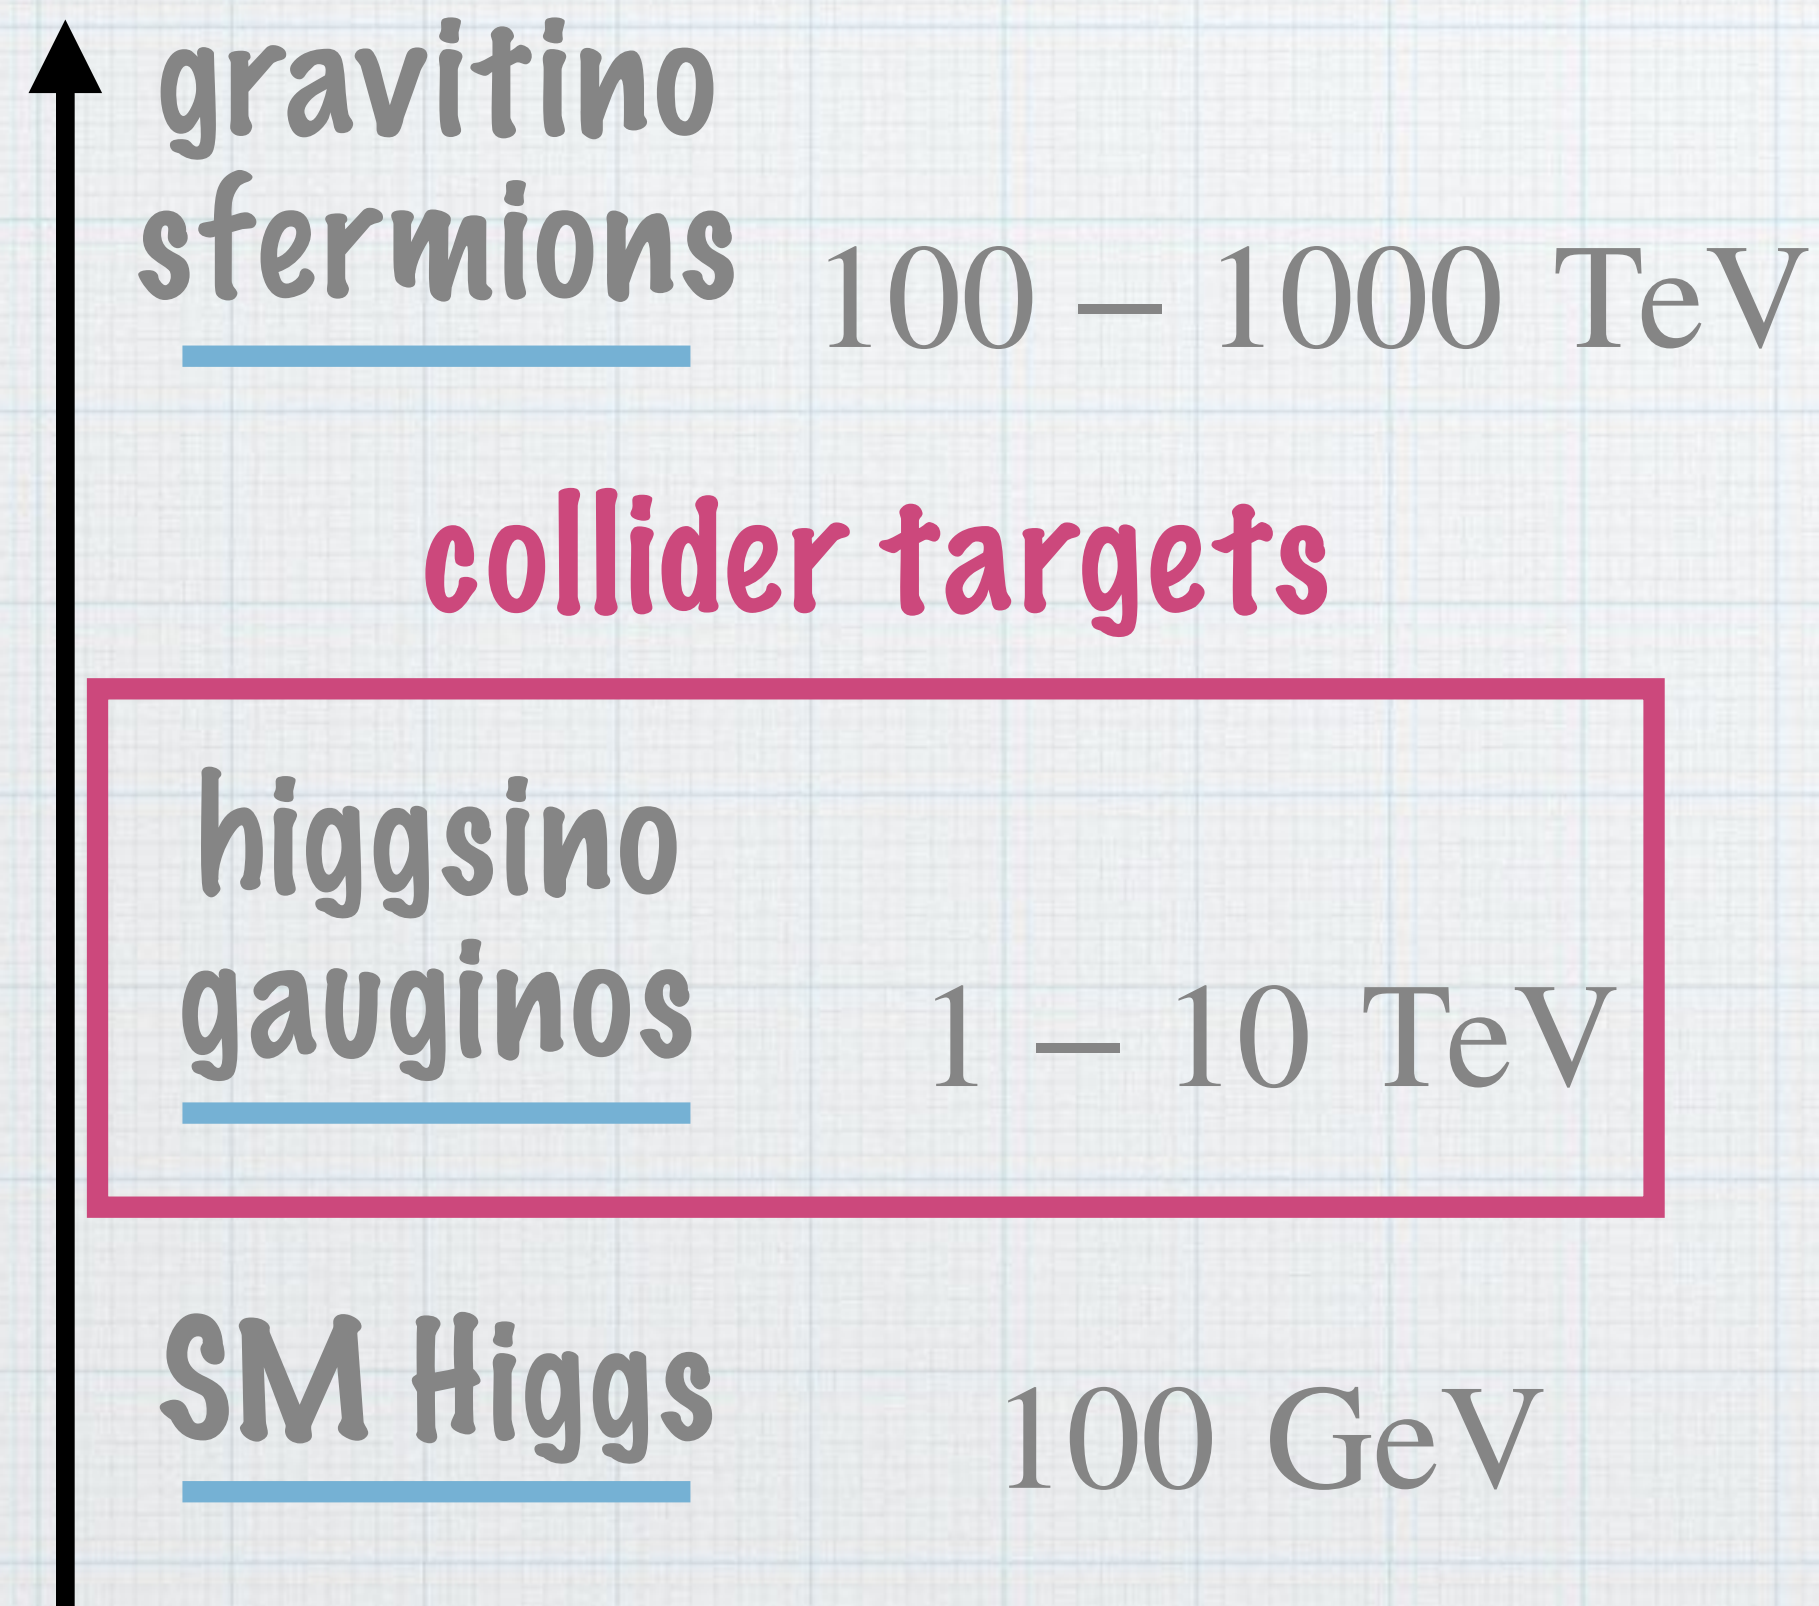 gravitino
sfermions 100 – 1000 TeV
collider targets
higgsino
gauginos 1 – 10 TeV
SM Higgs 100 GeV